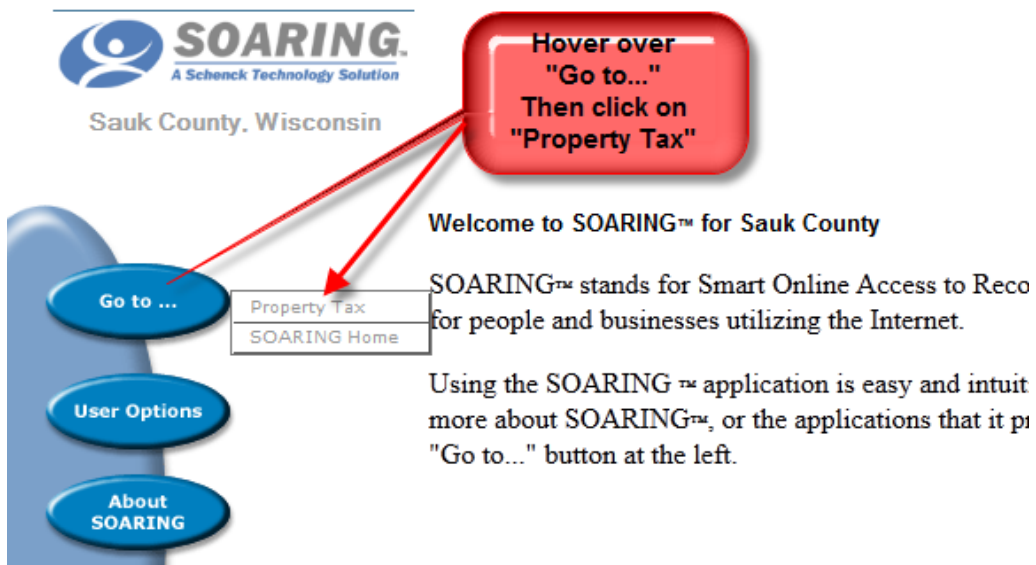 SOARING™
A Schenck Technology Solution
Sauk County, Wisconsin
Hover over
"Go to..."
Then click on
"Property Tax"
Welcome to SOARING™ for Sauk County
Go to ...
Property Tax
SOARING Home
SOARING™ stands for Smart Online Access to Reco
for people and businesses utilizing the Internet.
User Options
Using the SOARING ™ application is easy and intuit
more about SOARING™, or the applications that it pr
"Go to..." button at the left.
About
SOARING